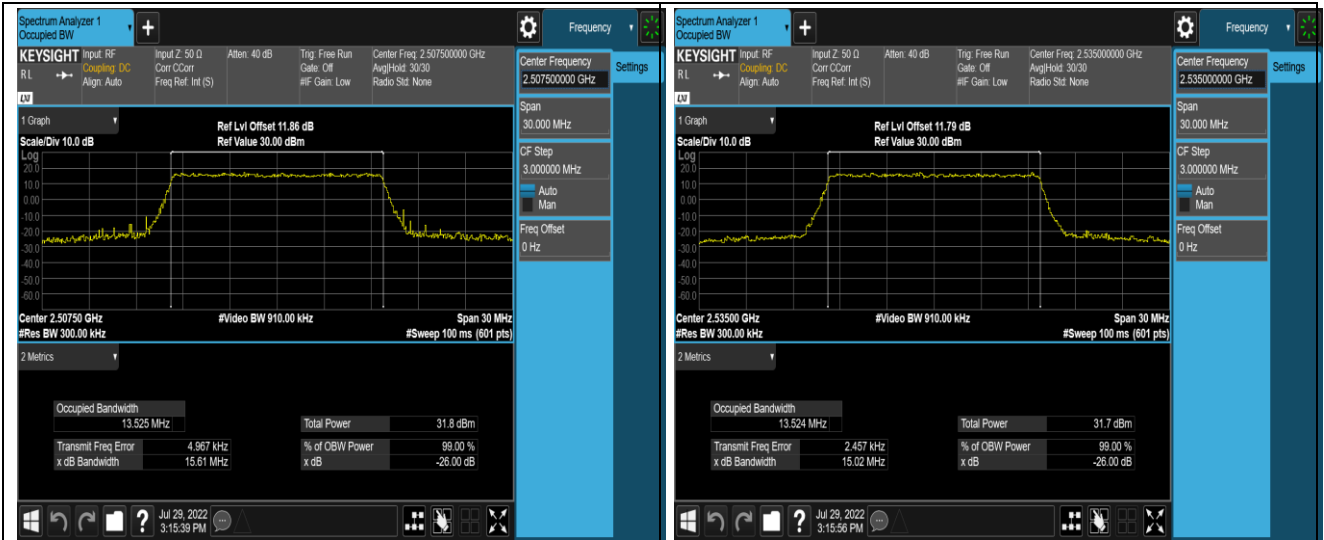 Spectrum Analyzer 1
Occupied BW
+
Frequency
KEYSIGHT Input: RF Input Z: 50 Ω Atten: 40 dB Trig: Free Run Center Freq: 2.507500000 GHz
Coupling: DC Corr CCorr Gate: Off Avg|Hold: 30/30
RL Align: Auto Freq Ref: Int (S) #IF Gain: Low Radio Std: None
LXI
Center Frequency
2.507500000 GHz
Settings
Span
30.000 MHz
CF Step
3.000000 MHz
Auto
Man
Freq Offset
0 Hz
1 Graph
Ref Lvl Offset 11.86 dB
Scale/Div 10.0 dB Ref Value 30.00 dBm
Log
20.0
10.0
0.00
-10.0
-20.0
-30.0
-40.0
-50.0
-60.0
Center 2.50750 GHz #Video BW 910.00 kHz Span 30 MHz
#Res BW 300.00 kHz #Sweep 100 ms (601 pts)
2 Metrics
Occupied Bandwidth
13.525 MHz Total Power 31.8 dBm
Transmit Freq Error 4.967 kHz % of OBW Power 99.00 %
x dB Bandwidth 15.61 MHz x dB -26.00 dB
?
Jul 29, 2022
3:15:39 PM
Spectrum Analyzer 1
Occupied BW
+
Frequency
KEYSIGHT Input: RF Input Z: 50 Ω Atten: 40 dB Trig: Free Run Center Freq: 2.535000000 GHz
Coupling: DC Corr CCorr Gate: Off Avg|Hold: 30/30
RL Align: Auto Freq Ref: Int (S) #IF Gain: Low Radio Std: None
LXI
Center Frequency
2.535000000 GHz
Settings
Span
30.000 MHz
CF Step
3.000000 MHz
Auto
Man
Freq Offset
0 Hz
1 Graph
Ref Lvl Offset 11.79 dB
Scale/Div 10.0 dB Ref Value 30.00 dBm
Log
20.0
10.0
0.00
-10.0
-20.0
-30.0
-40.0
-50.0
-60.0
Center 2.53500 GHz #Video BW 910.00 kHz Span 30 MHz
#Res BW 300.00 kHz #Sweep 100 ms (601 pts)
2 Metrics
Occupied Bandwidth
13.524 MHz Total Power 31.7 dBm
Transmit Freq Error 2.457 kHz % of OBW Power 99.00 %
x dB Bandwidth 15.02 MHz x dB -26.00 dB
?
Jul 29, 2022
3:15:56 PM